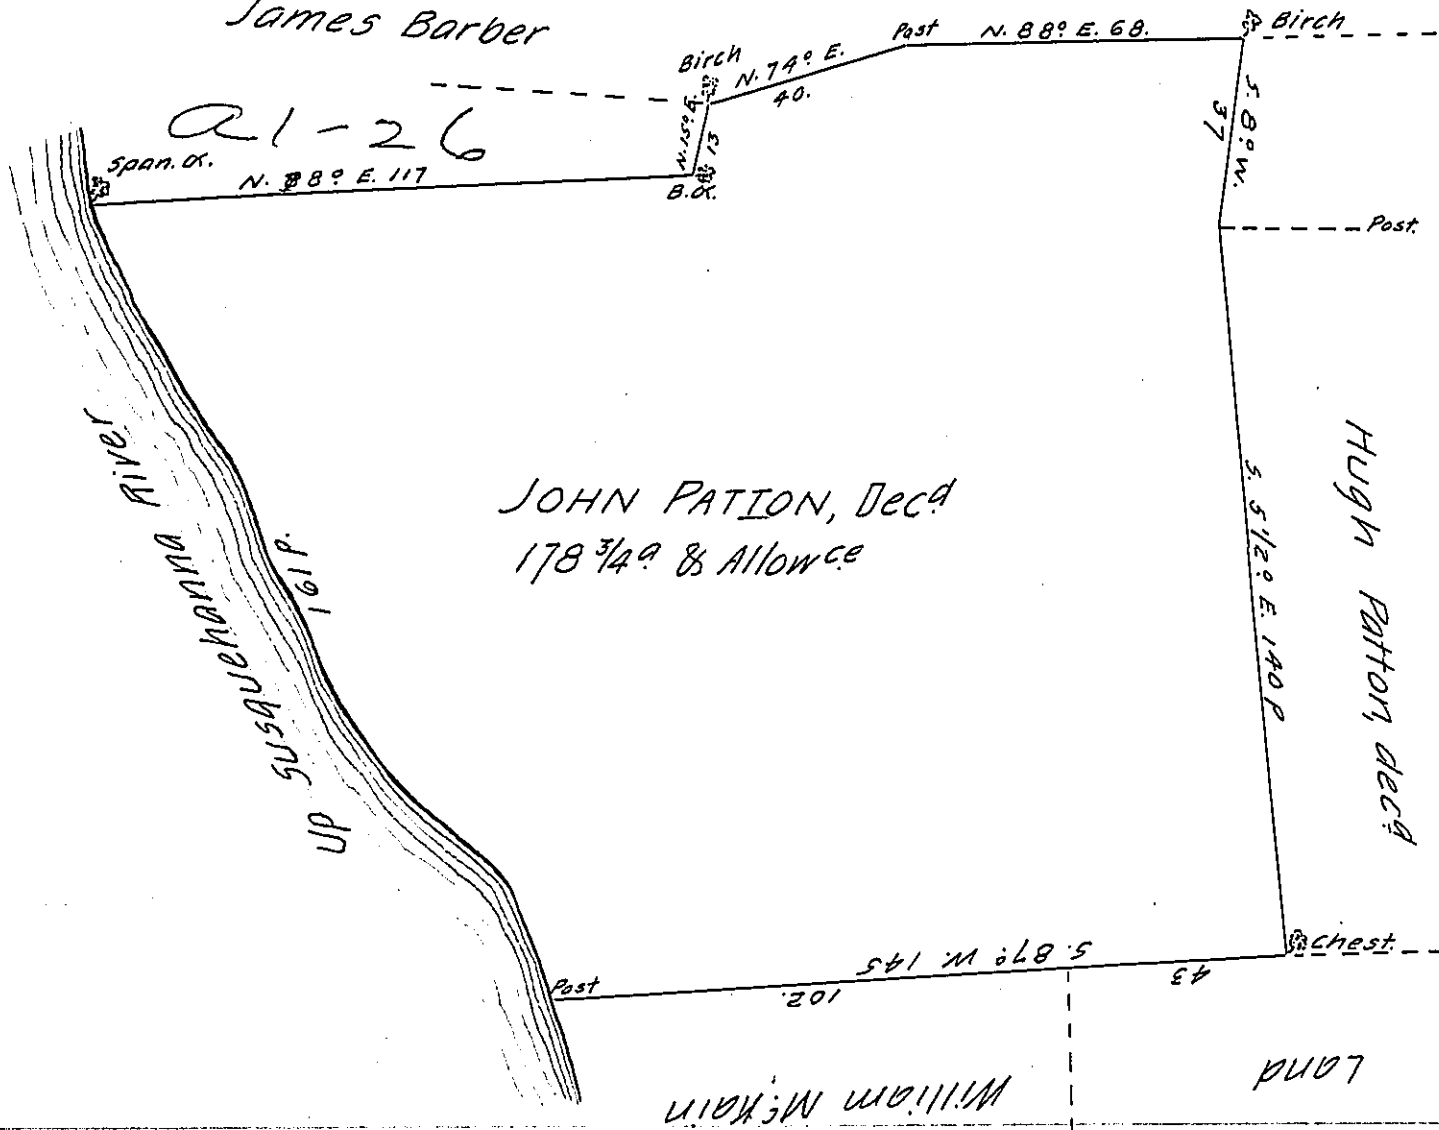 James Barber
a1-26
Birch
N. 74° E.
40.
Post
N. 88° E. 68.
Birch
Span. O.
N. 88° E. 117
N. 15° E.
13
B.O.
S. 8° W.
37
Post.
Up Susquehanna River
161 P.
JOHN PATTON, Decd
178 3/4 a & Allowce
S. 5 1/2° E. 140 P
Hugh Patton, decd
Chest.
S. 87° W. 145
43
102.
Post
William McKain
Land